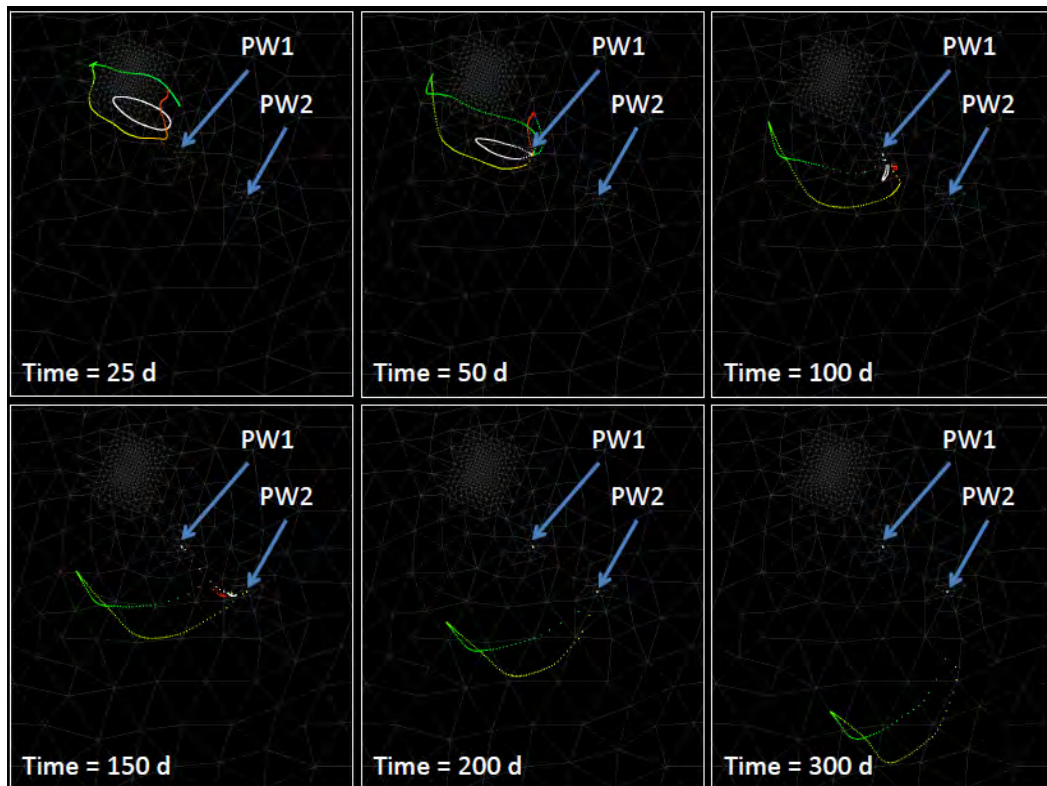 PW1
PW2
Time = 25 d
PW1
PW2
Time = 50 d
PW1
PW2
Time = 100 d
PW1
PW2
Time = 150 d
PW1
PW2
Time = 200 d
PW1
PW2
Time = 300 d